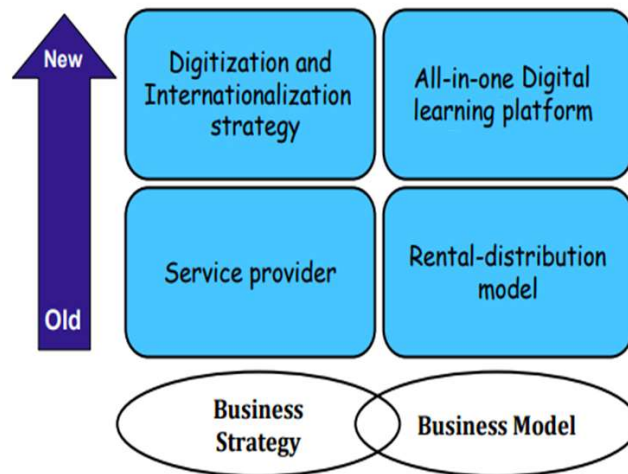 New
Digitization and
Internationalization
strategy
All-in-one Digital
learning platform
Service provider
Rental-distribution
model
Old
Business
Strategy
Business Model